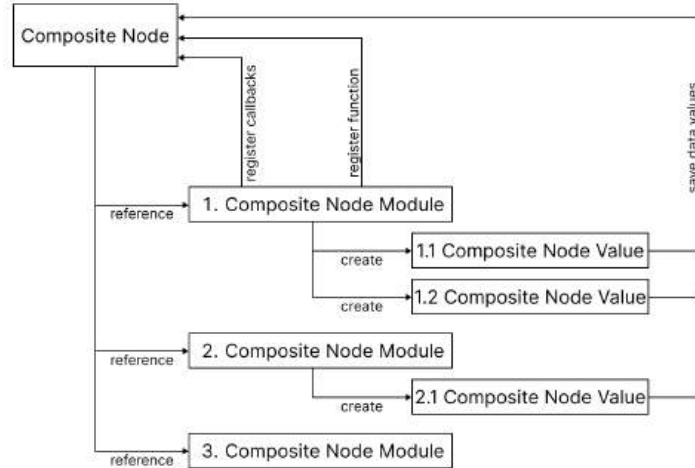 Composite Node
register callbacks
register function
save data values
reference
1. Composite Node Module
create
1.1 Composite Node Value
create
1.2 Composite Node Value
reference
2. Composite Node Module
create
2.1 Composite Node Value
reference
3. Composite Node Module